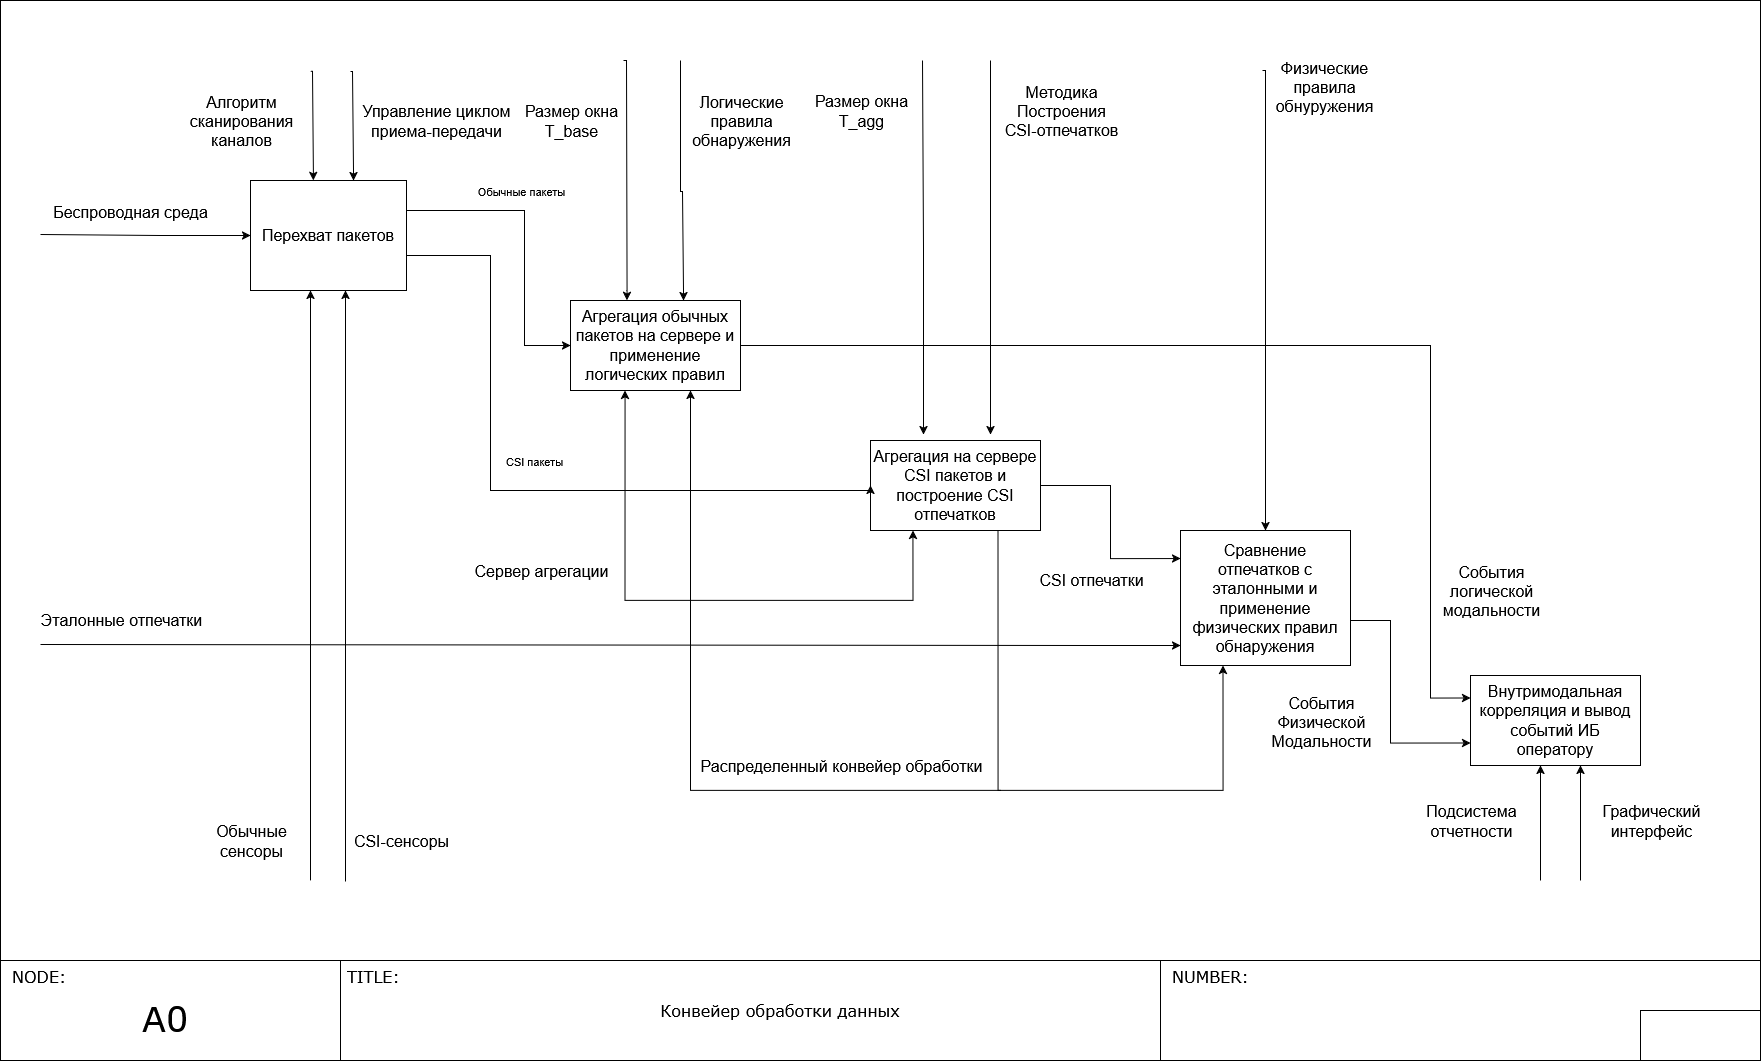 Алгоритм
сканирования
каналов
Управление циклом
приема-передачи
Размер окна
T_base
Логические
правила
обнаружения
Размер окна
T_agg
Методика
Построения
CSI-отпечатков
Физические
правила
обнуружения
Беспроводная среда
Перехват пакетов
Обычные пакеты
Агрегация обычных
пакетов на сервере и
применение
логических правил
CSI пакеты
Агрегация на сервере
CSI пакетов и
построение CSI
отпечатков
Сервер агрегации
CSI отпечатки
Сравнение
отпечатков с
эталонными и
применение
физических правил
обнаружения
События
логической
модальности
Эталонные отпечатки
События
Физической
Модальности
Внутримодальная
корреляция и вывод
событий ИБ
оператору
Распределенный конвейер обработки
Обычные
сенсоры
CSI-сенсоры
Подсистема
отчетности
Графический
интерфейс
NODE:
A0
TITLE:
Конвейер обработки данных
NUMBER: